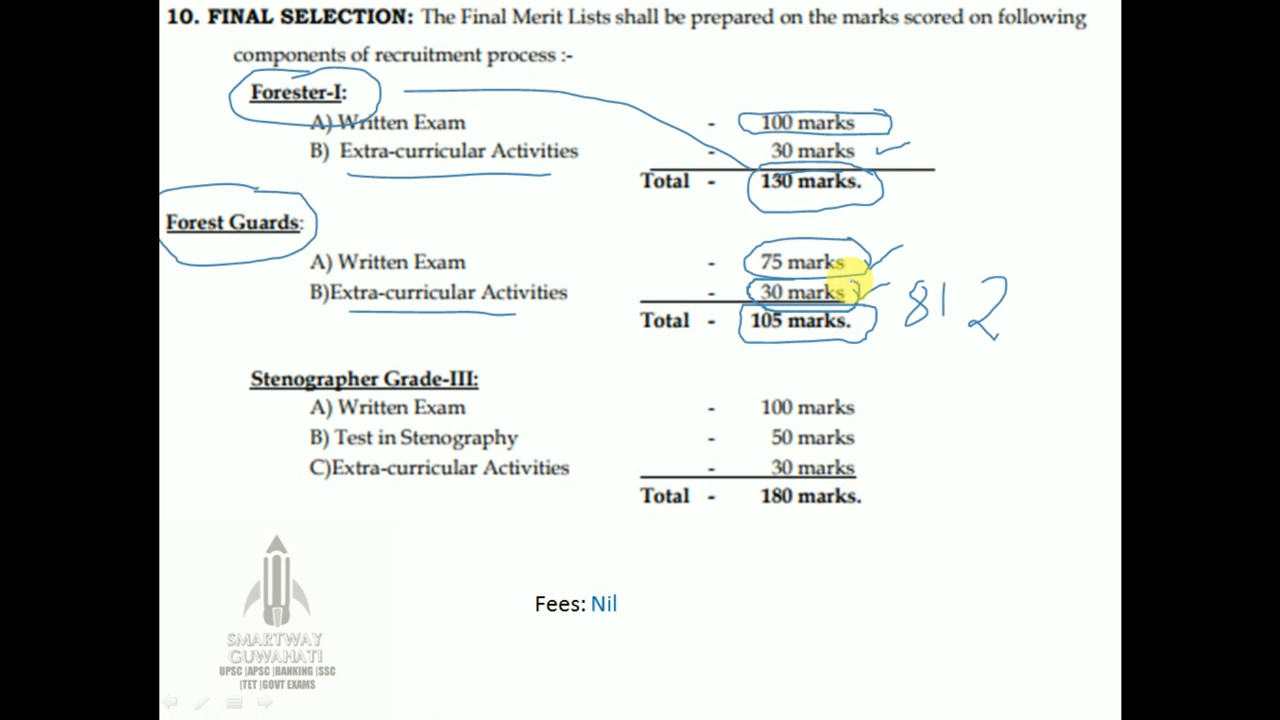 10. FINAL SELECTION: The Final Merit Lists shall be prepared on the marks scored on following
components of recruitment process :-
Forester-I:
A) Written Exam - 100 marks
B) Extra-curricular Activities - 30 marks
Total - 130 marks.
Forest Guards:
A) Written Exam - 75 marks
B)Extra-curricular Activities - 30 marks
Total - 105 marks.
812
Stenographer Grade-III:
A) Written Exam - 100 marks
B) Test in Stenography - 50 marks
C)Extra-curricular Activities - 30 marks
Total - 180 marks.
Fees: Nil
SMARTWAY
GUWAHATI
UPSC |APSC |BANKING |SSC
|TET |GOVT EXAMS